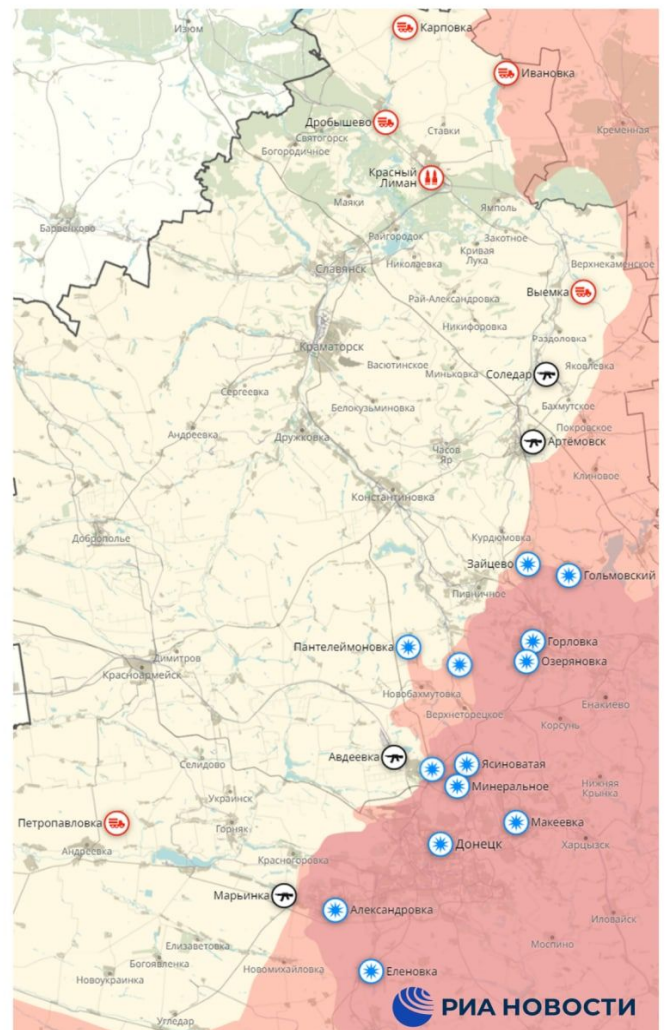 Карповка
Изюм
Ивановка
Дробышево
Святогорск
Ставки
Кременная
Богородичное
Красный
Лиман
Маяки
Ямполь
Барвенково
Райгородок
Закотное
Кривая
Лука
Славянск
Николаевка
Верхнекаменское
Выемка
Рай-Александровка
Никифоровка
Раздоловка
Краматорск
Васютинское
Миньковка
Соледар
Яковлевка
Сергеевка
Белокузьминовка
Бахмутское
Покровское
Андреевка
Дружковка
Часов
Яр
Артёмовск
Клиновое
Константиновка
Доброполье
Курдюмовка
Зайцево
Гольмовский
Пивничное
Пантелеймоновка
Горловка
Димитров
Озеряновка
Красноармейск
Новобахмутовка
Енакиево
Верхнеторецкое
Корсунь
Авдеевка
Селидово
Ясиноватая
Минеральное
Нижняя
Крынка
Украинск
Петропавловка
Горняк
Макеевка
Андреевка
Донецк
Харцызск
Красногоровка
Марьинка
Александровка
Иловайск
Елизаветовка
Моспино
Богоявленка
Новомихайловка
Еленовка
Новоукраинка
Угледар
РИА НОВОСТИ